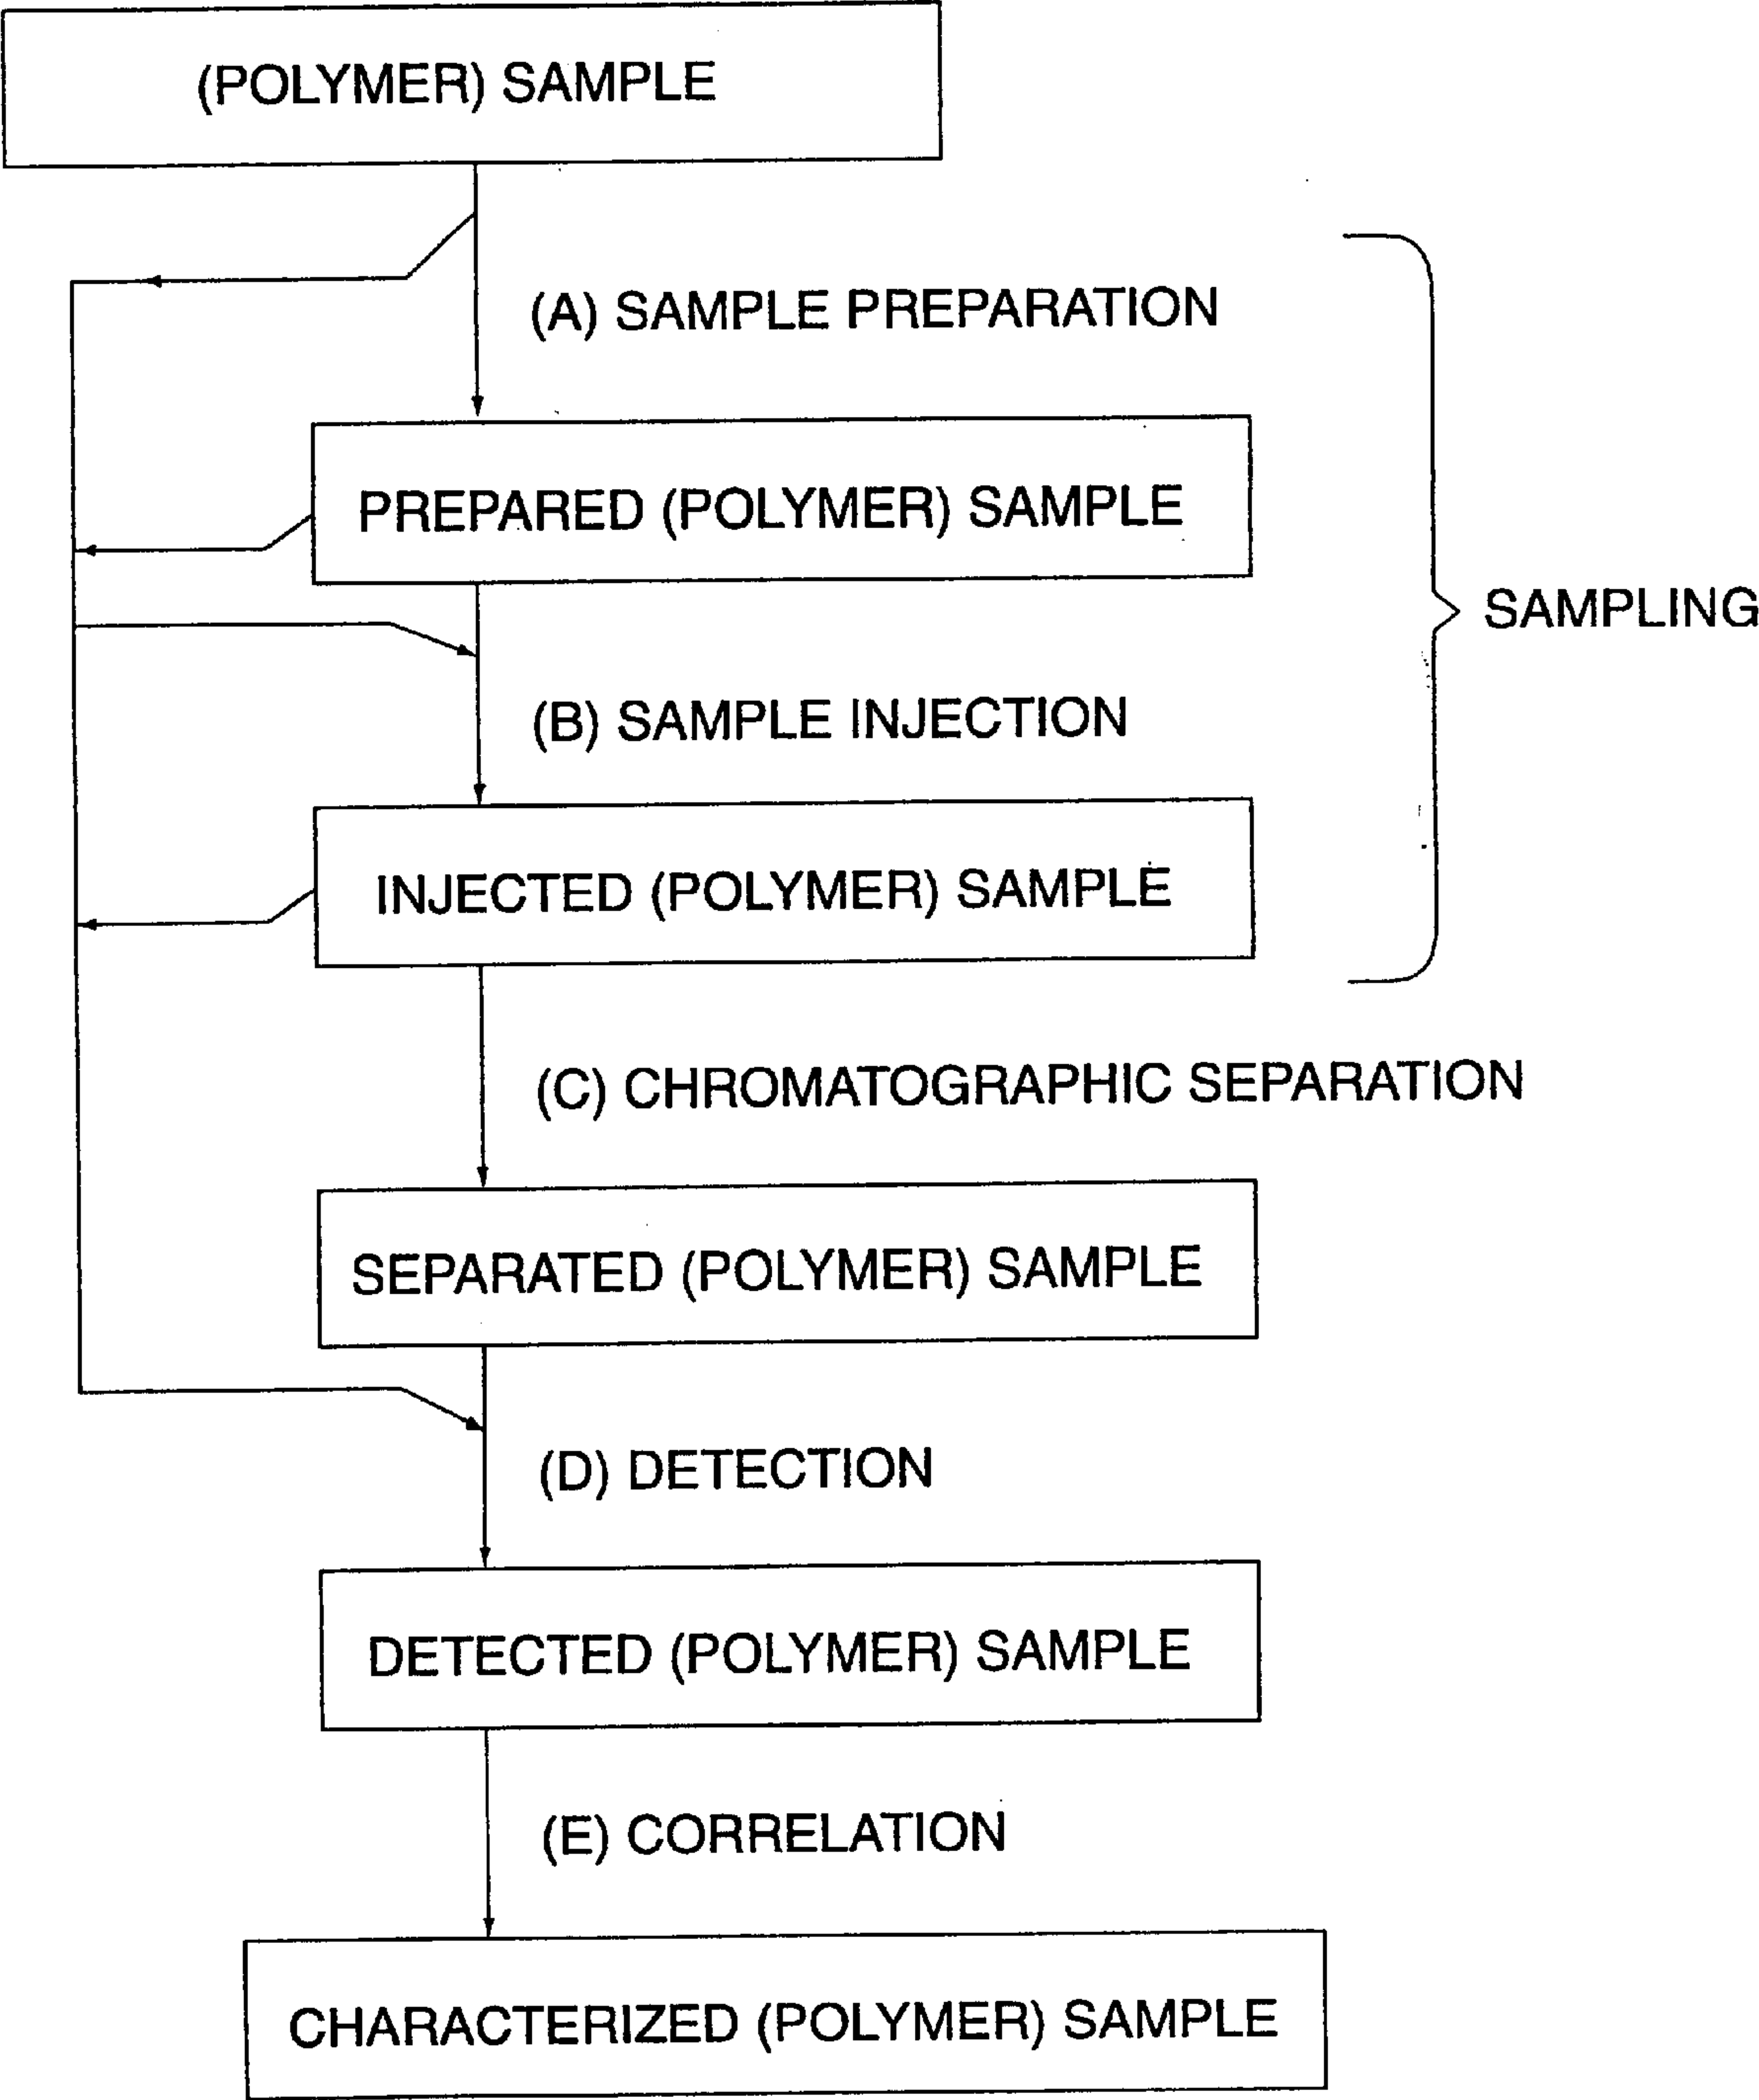 (POLYMER) SAMPLE
(A) SAMPLE PREPARATION
PREPARED (POLYMER) SAMPLE
SAMPLING
(B) SAMPLE INJECTION
INJECTED (POLYMER) SAMPLE
(C) CHROMATOGRAPHIC SEPARATION
SEPARATED (POLYMER) SAMPLE
(D) DETECTION
DETECTED (POLYMER) SAMPLE
(E) CORRELATION
CHARACTERIZED (POLYMER) SAMPLE